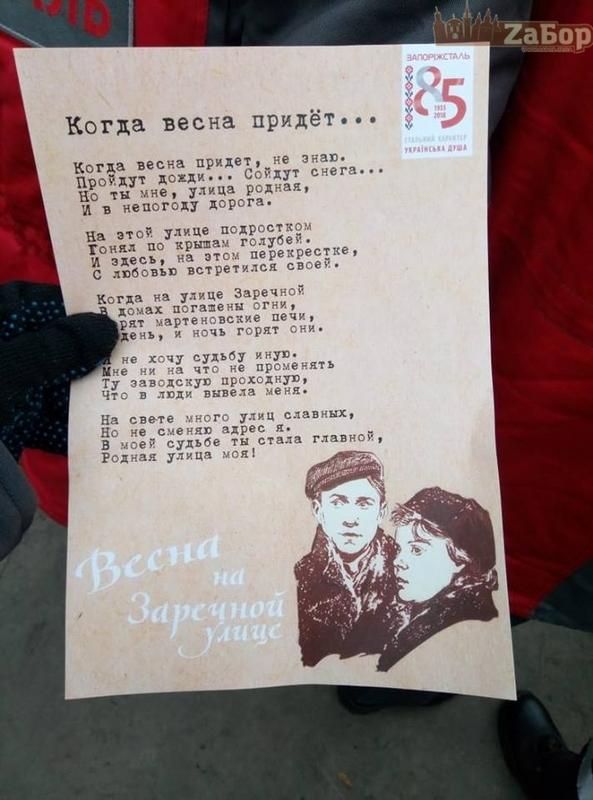 ZаБор
ЗАПОРІЖСТАЛЬ
85
1933
2018
СТАЛЬНИЙ ХАРАКТЕР
УКРАЇНСЬКА ДУША
Когда весна придёт...
Когда весна придет, не знаю.
Пройдут дожди... Сойдут снега...
Но ты мне, улица родная,
И в непогоду дорога.
На этой улице подростком
Гонял по крышам голубей.
И здесь, на этом перекрестке,
С любовью встретился своей.
Когда на улице Заречной
В домах погашены огни,
рят мартеновские печи,
день, и ночь горят они.
Я не хочу судьбу иную.
Мне ни на что не променять
Ту заводскую проходную,
Что в люди вывела меня.
На свете много улиц славных,
Но не сменяю адрес я.
В моей судьбе ты стала главной,
Родная улица моя!
Весна
на
Заречной
улице